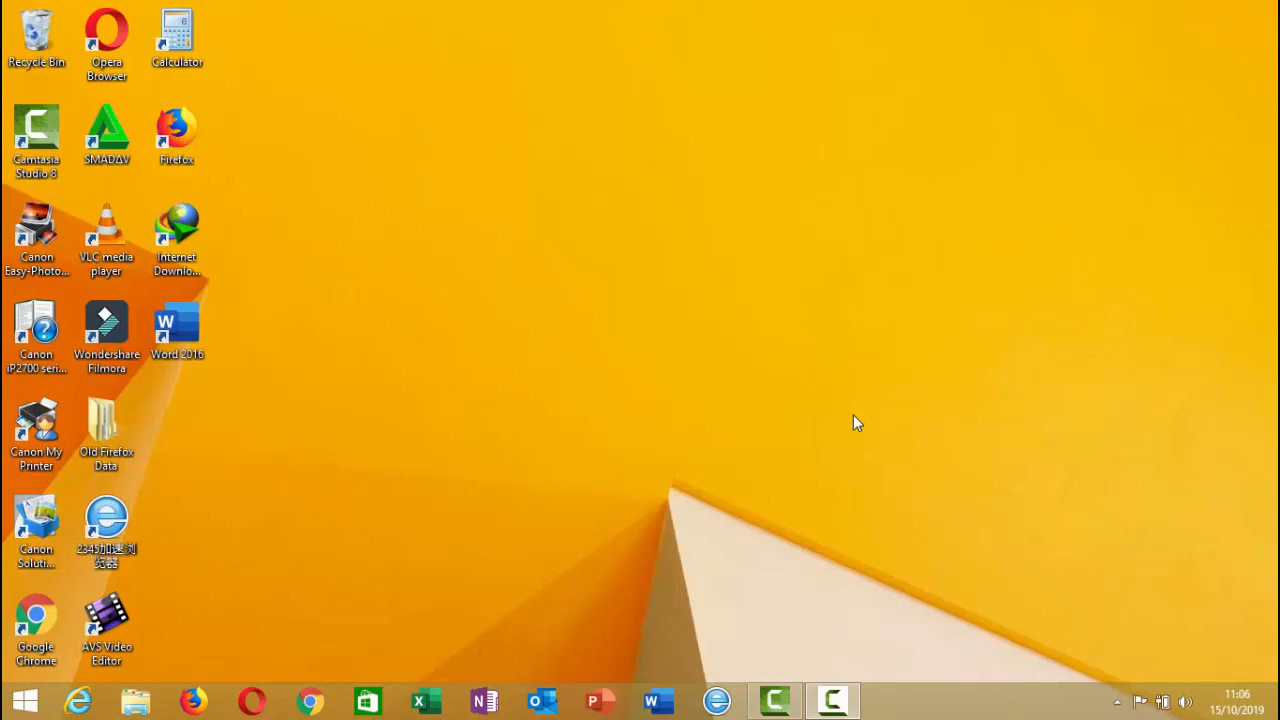 Recycle Bin
Opera
Browser
Calculator
Camtasia
Studio 8
SMADΔV
Firefox
Canon
Easy-Photo...
VLC media
player
Internet
Downlo...
Canon
iP2700 seri...
Wondershare
Filmora
Word 2016
Canon My
Printer
Old Firefox
Data
Canon
Soluti...
2345加速浏
览器
Google
Chrome
AVS Video
Editor
11:06
15/10/2019